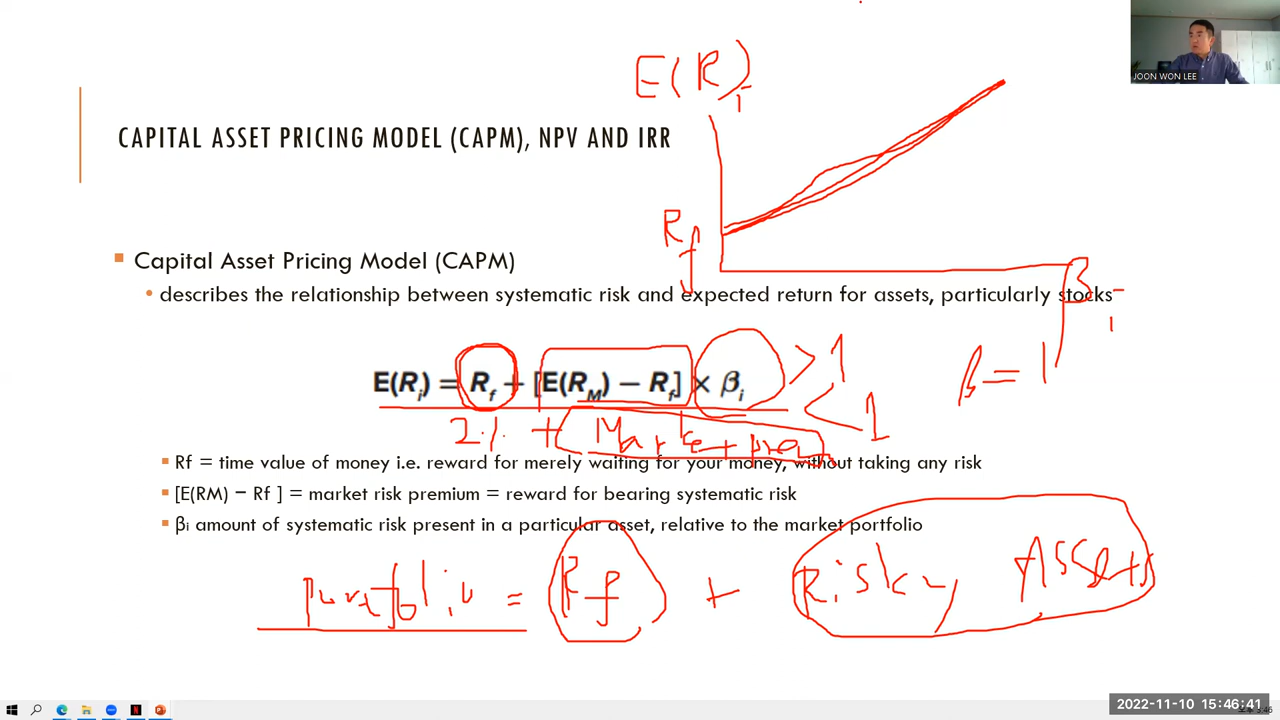 JOON WON LEE
E(R)i
CAPITAL ASSET PRICING MODEL (CAPM), NPV AND IRR
Rf
Capital Asset Pricing Model (CAPM)
βi
describes the relationship between systematic risk and expected return for assets, particularly stocks
E(Ri) = Rf + [E(RM) − Rf] × βi
> 1
< 1
β = 1
2% + Market prem
Rf = time value of money i.e. reward for merely waiting for your money, without taking any risk
[E(RM) − Rf ] = market risk premium = reward for bearing systematic risk
βi amount of systematic risk present in a particular asset, relative to the market portfolio
portfolio = Rf + Risky Assets
2022-11-10 15:46:41